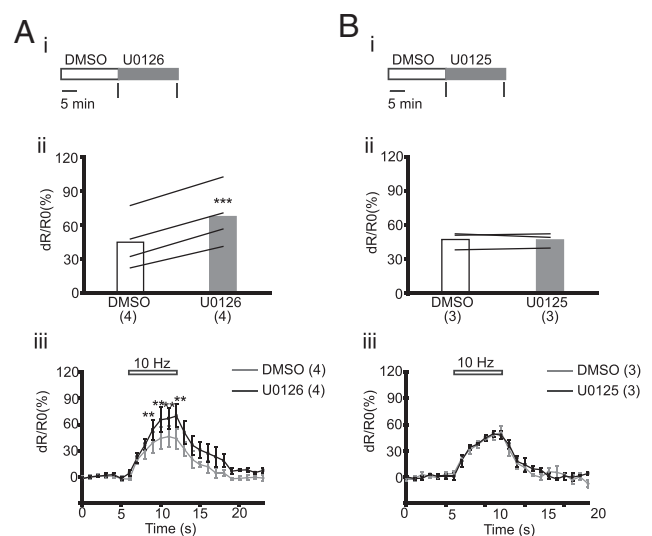 A
i
DMSO U0126
5 min
ii
dR/R0(%)
120
90
60
30
0
***
DMSO
(4)
U0126
(4)
iii
dR/R0(%)
120
90
60
30
0
10 Hz
** ** ** **
DMSO (4)
U0126 (4)
0 5 10 15 20
Time (s)
B
i
DMSO U0125
5 min
ii
dR/R0(%)
120
90
60
30
0
DMSO
(3)
U0125
(3)
iii
dR/R0(%)
120
90
60
30
0
10 Hz
DMSO (3)
U0125 (3)
0 5 10 15 20
Time (s)